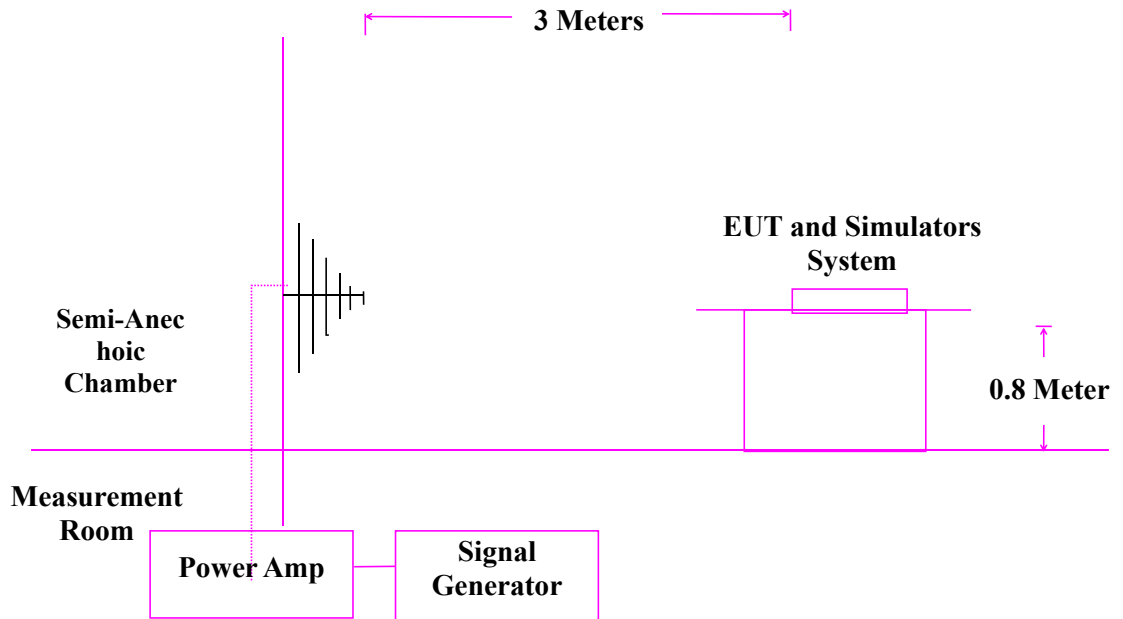 3 Meters
EUT and Simulators
System
Semi-Anec
hoic
Chamber
0.8 Meter
Measurement
Room
Power Amp
Signal
Generator